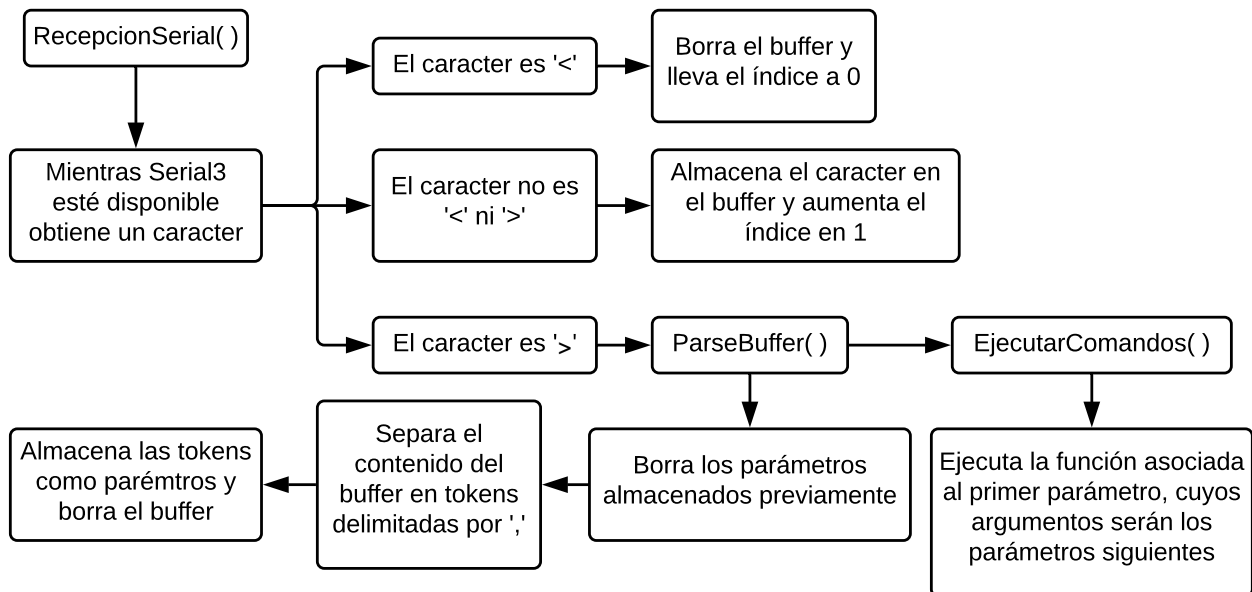 RecepcionSerial( )
Mientras Serial3
esté disponible
obtiene un caracter
El caracter es '<'
Borra el buffer y
lleva el índice a 0
El caracter no es
'<' ni '>'
Almacena el caracter en
el buffer y aumenta el
índice en 1
El caracter es '>'
ParseBuffer( )
EjecutarComandos( )
Borra los parámetros
almacenados previamente
Separa el
contenido del
buffer en tokens
delimitadas por ','
Almacena las tokens
como parémtros y
borra el buffer
Ejecuta la función asociada
al primer parámetro, cuyos
argumentos serán los
parámetros siguientes